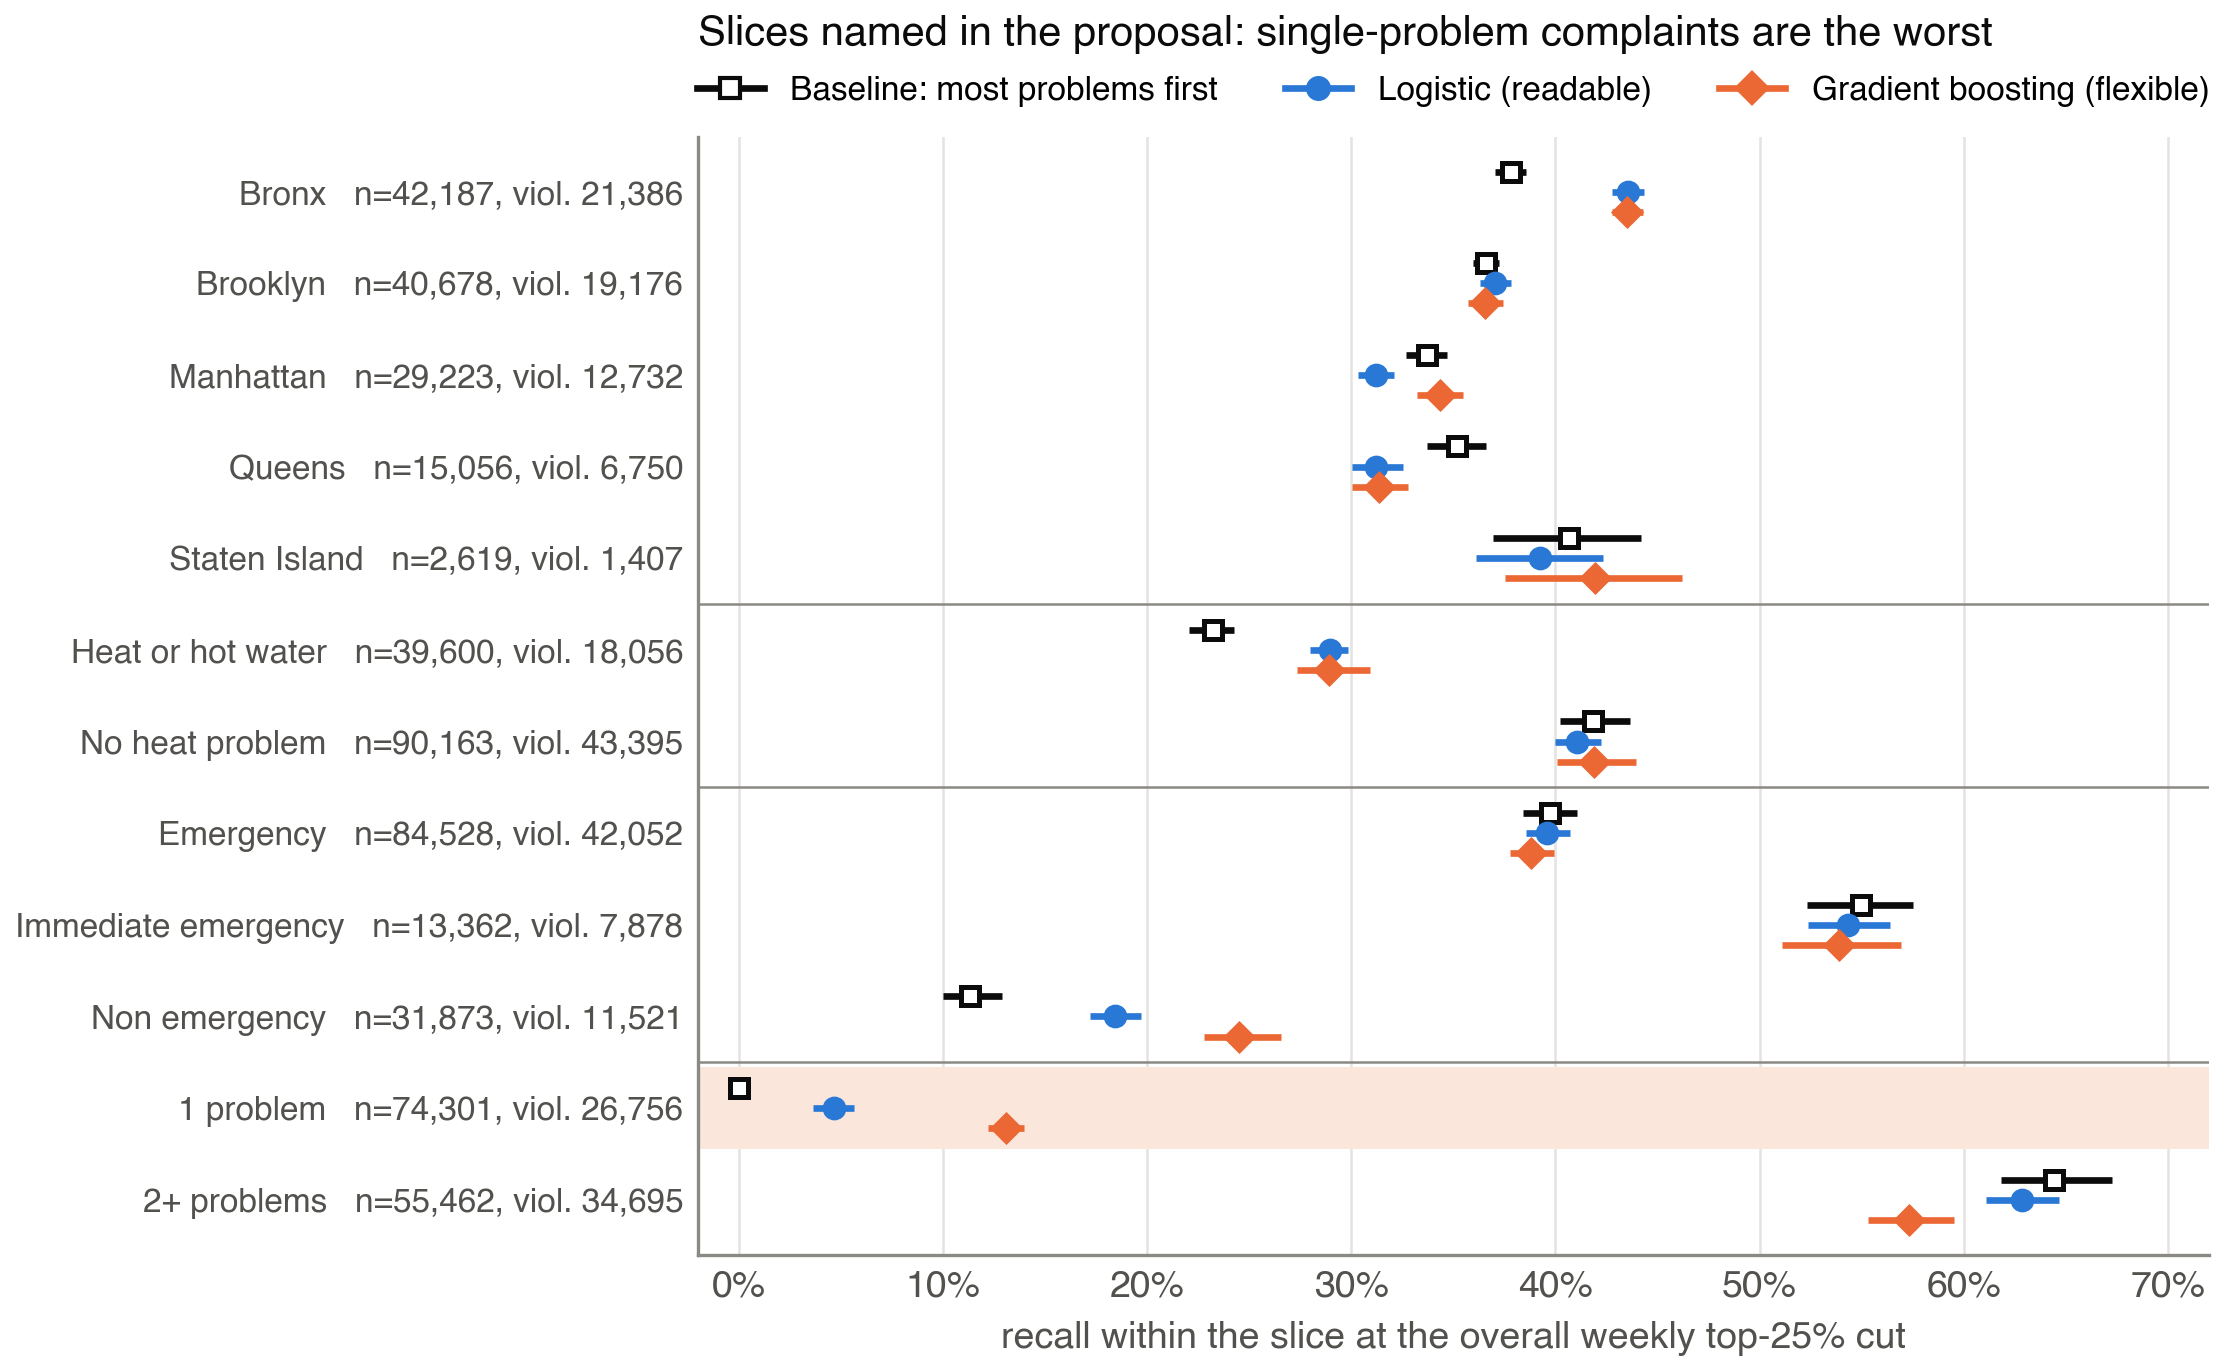 Slices named in the proposal: single-problem complaints are the worst
Baseline: most problems first Logistic (readable) Gradient boosting (flexible)
Bronx n=42,187, viol. 21,386
Brooklyn n=40,678, viol. 19,176
Manhattan n=29,223, viol. 12,732
Queens n=15,056, viol. 6,750
Staten Island n=2,619, viol. 1,407
Heat or hot water n=39,600, viol. 18,056
No heat problem n=90,163, viol. 43,395
Emergency n=84,528, viol. 42,052
Immediate emergency n=13,362, viol. 7,878
Non emergency n=31,873, viol. 11,521
1 problem n=74,301, viol. 26,756
2+ problems n=55,462, viol. 34,695
0% 10% 20% 30% 40% 50% 60% 70%
recall within the slice at the overall weekly top-25% cut